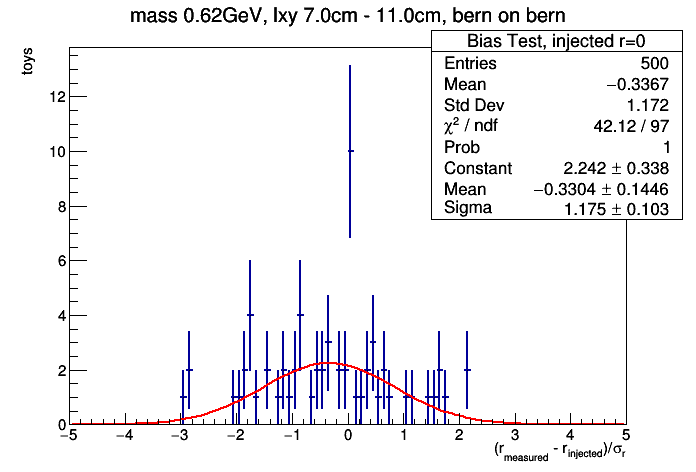 mass 0.62GeV, lxy 7.0cm - 11.0cm, bern on bern
Bias Test, injected r=0
Entries 500
Mean −0.3367
Std Dev 1.172
χ² / ndf 42.12 / 97
Prob 1
Constant 2.242 ± 0.338
Mean −0.3304 ± 0.1446
Sigma 1.175 ± 0.103
toys
12
10
8
6
4
2
0
−5 −4 −3 −2 −1 0 1 2 3 4 5
(r_measured - r_injected)/σ_r